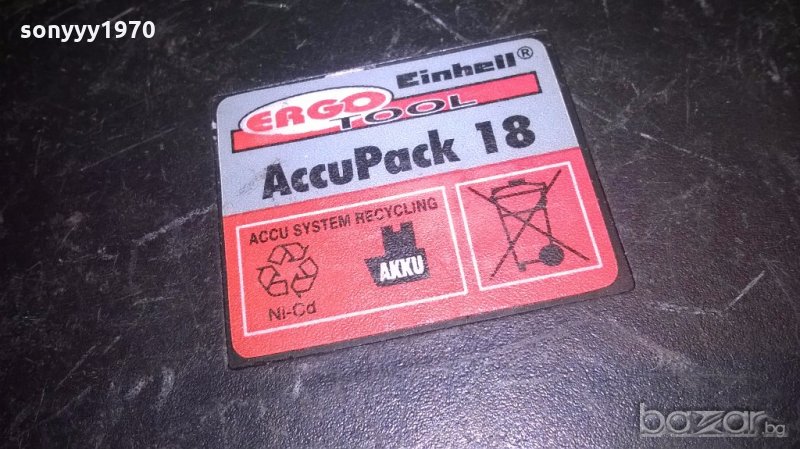 sonyyy1970
Einhell®
ERGO
TOOL
AccuPack 18
ACCU SYSTEM RECYCLING
AKKU
Ni-Cd
bazar.bg